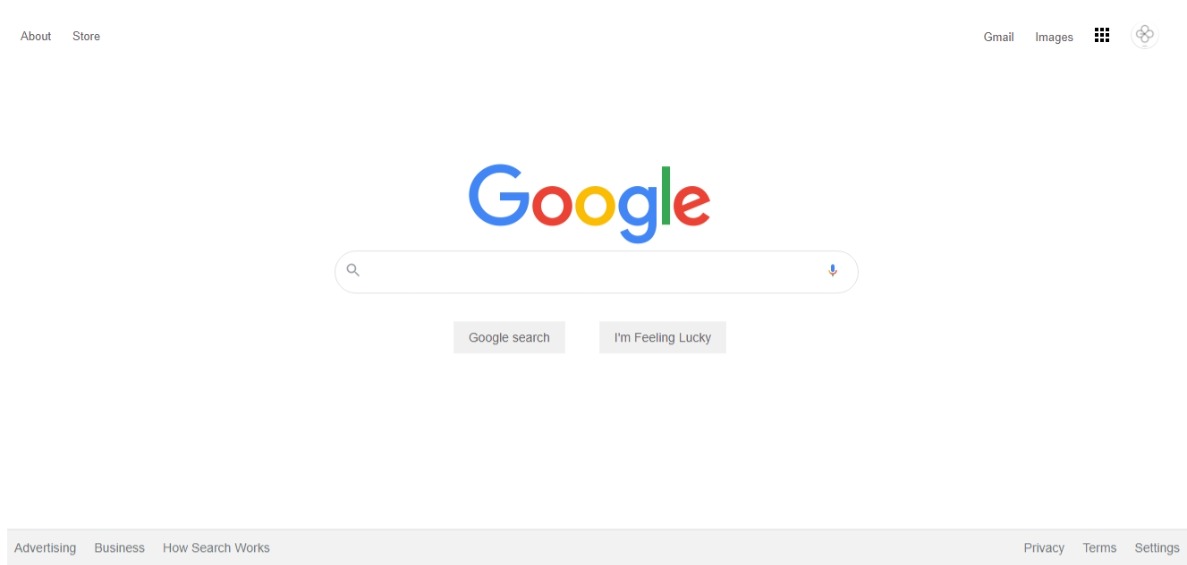 About Store Gmail Images
Google
Google search I'm Feeling Lucky
Advertising Business How Search Works Privacy Terms Settings